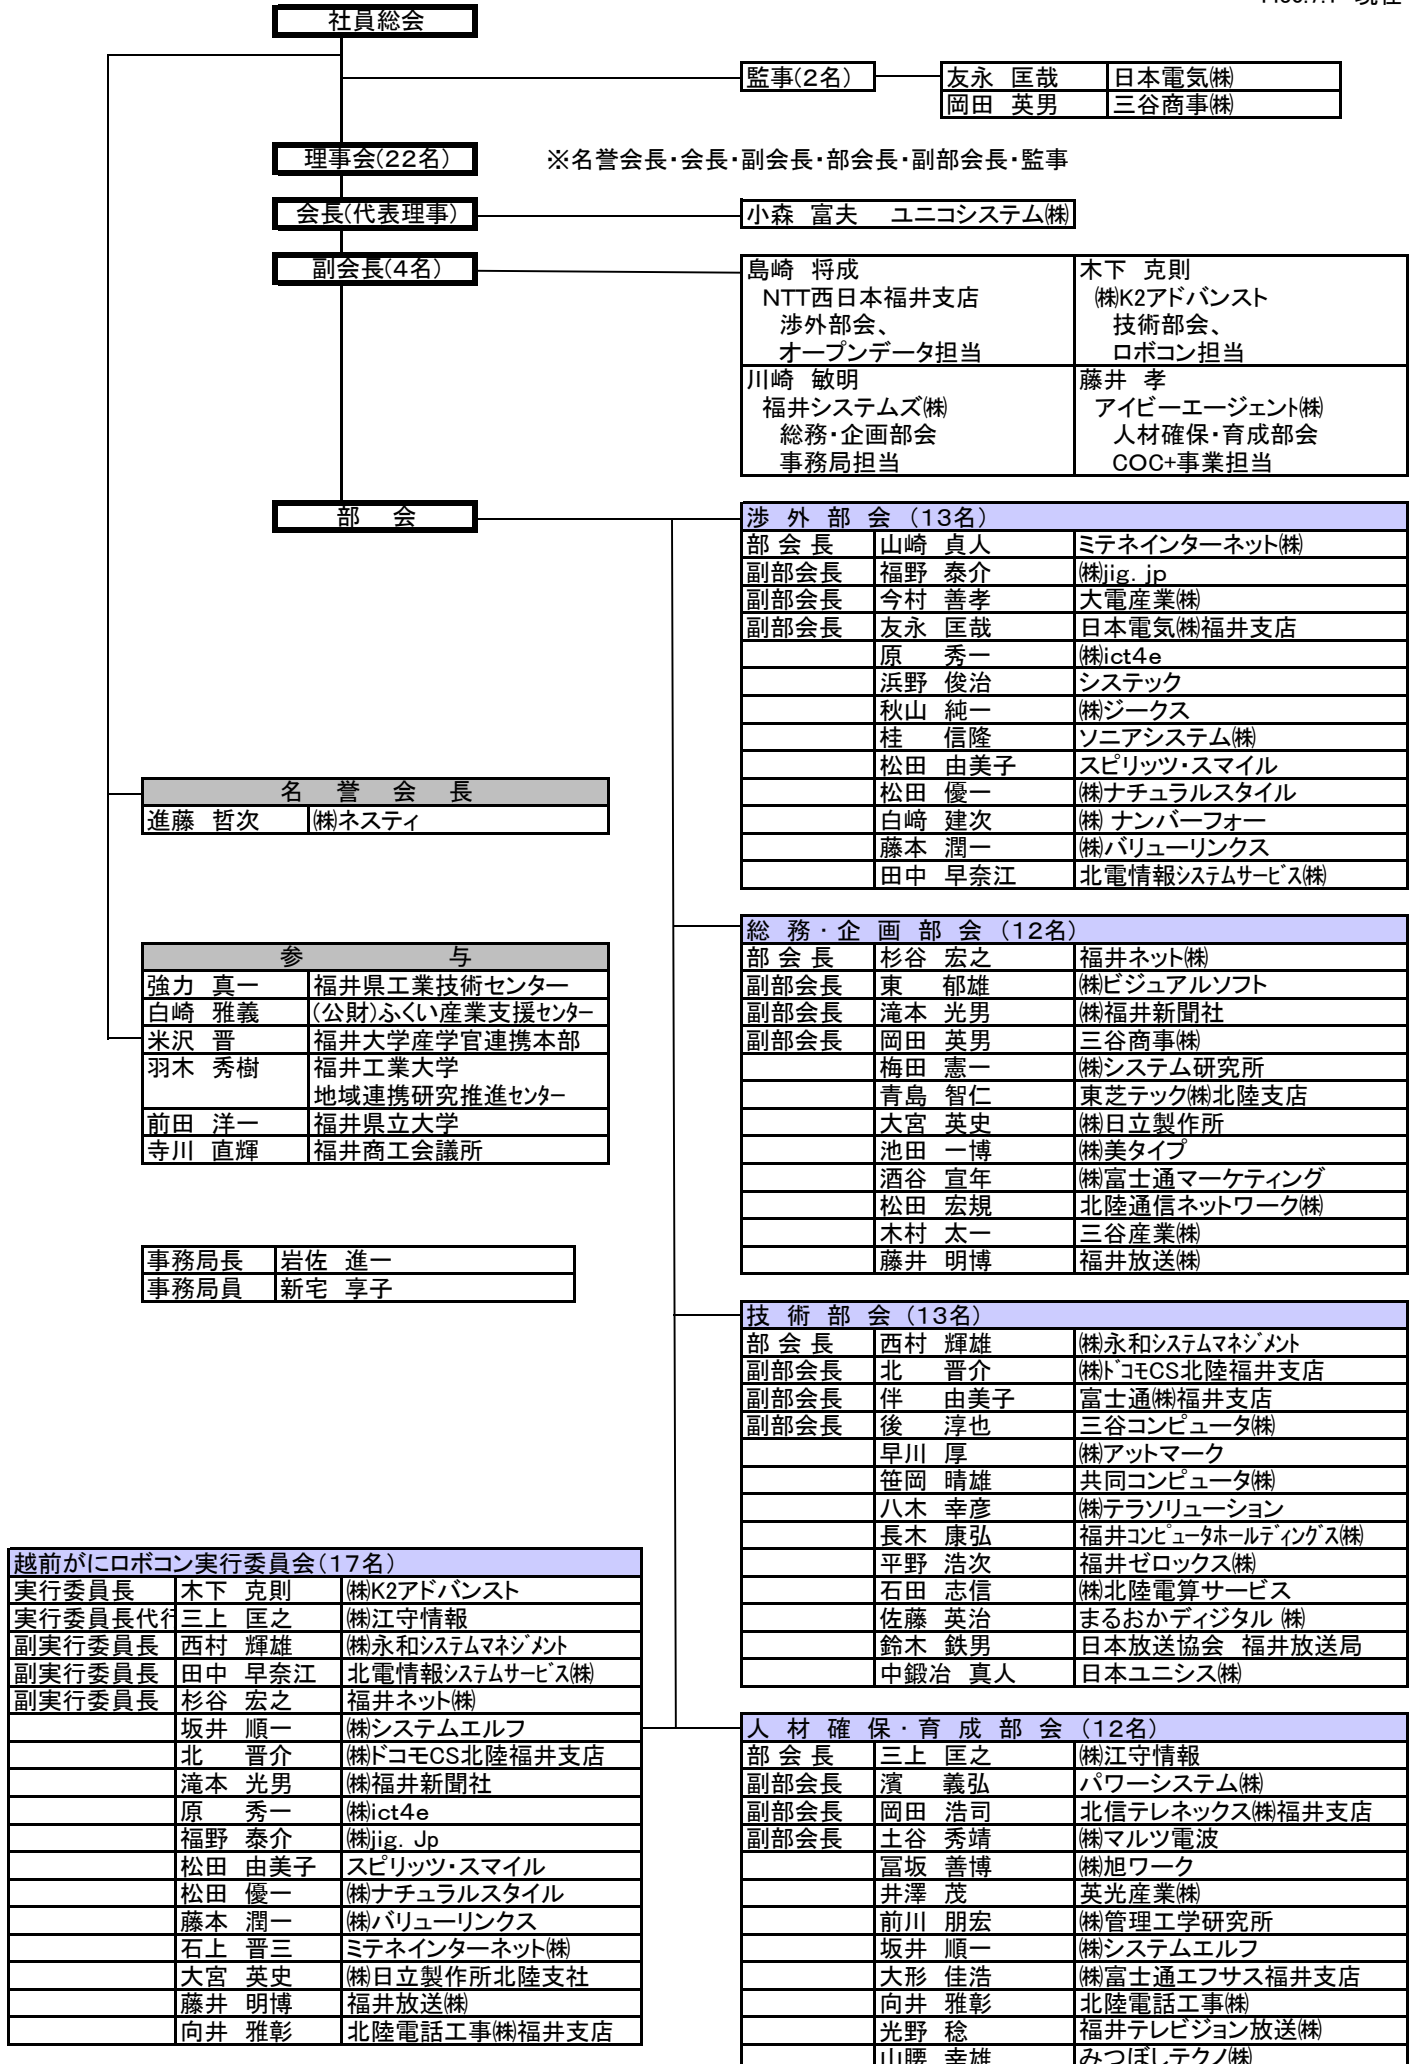 現在
社員総会
監事(2名)
友永 匡哉 日本電気㈱
岡田 英男 三谷商事㈱
理事会(22名)
※名誉会長・会長・副会長・部会長・副部会長・監事
会長(代表理事)
小森 富夫 ユニコシステム㈱
副会長(4名)
島崎 将成
NTT西日本福井支店
渉外部会、
オープンデータ担当
木下 克則
㈱K2アドバンスト
技術部会、
ロボコン担当
川崎 敏明
福井システムズ㈱
総務・企画部会
事務局担当
藤井 孝
アイビーエージェント㈱
人材確保・育成部会
COC+事業担当
部 会
渉 外 部 会 (13名)
部 会 長 山崎 貞人 ミテネインターネット㈱
副部会長 福野 泰介 ㈱jig. jp
副部会長 今村 善孝 大電産業㈱
副部会長 友永 匡哉 日本電気㈱福井支店
原 秀一 ㈱ict4e
浜野 俊治 システック
秋山 純一 ㈱ジークス
桂 信隆 ソニアシステム㈱
松田 由美子 スピリッツ・スマイル
松田 優一 ㈱ナチュラルスタイル
白﨑 建次 ㈱ ナンバーフォー
藤本 潤一 ㈱バリューリンクス
田中 早奈江 北電情報ｼｽﾃﾑｻｰﾋﾞｽ㈱
名 誉 会 長
進藤 哲次 ㈱ネスティ
参 与
強力 真一 福井県工業技術センター
白崎 雅義 (公財)ふくい産業支援ｾﾝﾀｰ
米沢 晋 福井大学産学官連携本部
羽木 秀樹 福井工業大学
地域連携研究推進ｾﾝﾀｰ
前田 洋一 福井県立大学
寺川 直輝 福井商工会議所
事務局長 岩佐 進一
事務局員 新宅 享子
総 務・企 画 部 会 (12名)
部 会 長 杉谷 宏之 福井ネット㈱
副部会長 東 郁雄 ㈱ビジュアルソフト
副部会長 滝本 光男 ㈱福井新聞社
副部会長 岡田 英男 三谷商事㈱
梅田 憲一 ㈱システム研究所
青島 智仁 東芝テック㈱北陸支店
大宮 英史 ㈱日立製作所
池田 一博 ㈱美タイプ
酒谷 宣年 ㈱富士通マーケティング
松田 宏規 北陸通信ネットワーク㈱
木村 太一 三谷産業㈱
藤井 明博 福井放送㈱
技 術 部 会 (13名)
部 会 長 西村 輝雄 ㈱永和ｼｽﾃﾑﾏﾈｼﾞﾒﾝﾄ
副部会長 北 晋介 ㈱ﾄﾞｺﾓCS北陸福井支店
副部会長 伴 由美子 富士通㈱福井支店
副部会長 後 淳也 三谷コンピュータ㈱
早川 厚 ㈱アットマーク
笹岡 晴雄 共同コンピュータ㈱
八木 幸彦 ㈱テラソリューション
長木 康弘 福井ｺﾝﾋﾟｭｰﾀﾎｰﾙﾃﾞｨﾝｸﾞｽ㈱
平野 浩次 福井ゼロックス㈱
石田 志信 ㈱北陸電算サービス
佐藤 英治 まるおかディジタル ㈱
鈴木 鉄男 日本放送協会 福井放送局
中鍛冶 真人 日本ユニシス㈱
越前がにロボコン実行委員会(17名)
実行委員長 木下 克則 ㈱K2アドバンスト
実行委員長代行 三上 匡之 ㈱江守情報
副実行委員長 西村 輝雄 ㈱永和ｼｽﾃﾑﾏﾈｼﾞﾒﾝﾄ
副実行委員長 田中 早奈江 北電情報ｼｽﾃﾑｻｰﾋﾞｽ㈱
副実行委員長 杉谷 宏之 福井ネット㈱
坂井 順一 ㈱システムエルフ
北 晋介 ㈱ドコモCS北陸福井支店
滝本 光男 ㈱福井新聞社
原 秀一 ㈱ict4e
福野 泰介 ㈱jig. Jp
松田 由美子 スピリッツ・スマイル
松田 優一 ㈱ナチュラルスタイル
藤本 潤一 ㈱バリューリンクス
石上 晋三 ミテネインターネット㈱
大宮 英史 ㈱日立製作所北陸支社
藤井 明博 福井放送㈱
向井 雅彰 北陸電話工事㈱福井支店
人 材 確 保・育 成 部 会 (12名)
部 会 長 三上 匡之 ㈱江守情報
副部会長 濱 義弘 パワーシステム㈱
副部会長 岡田 浩司 北信テレネックス㈱福井支店
副部会長 土谷 秀靖 ㈱マルツ電波
冨坂 善博 ㈱旭ワーク
井澤 茂 英光産業㈱
前川 朋宏 ㈱管理工学研究所
坂井 順一 ㈱システムエルフ
大形 佳浩 ㈱富士通エフサス福井支店
向井 雅彰 北陸電話工事㈱
光野 稔 福井テレビジョン放送㈱
山腰 幸雄 みつぼしテクノ㈱